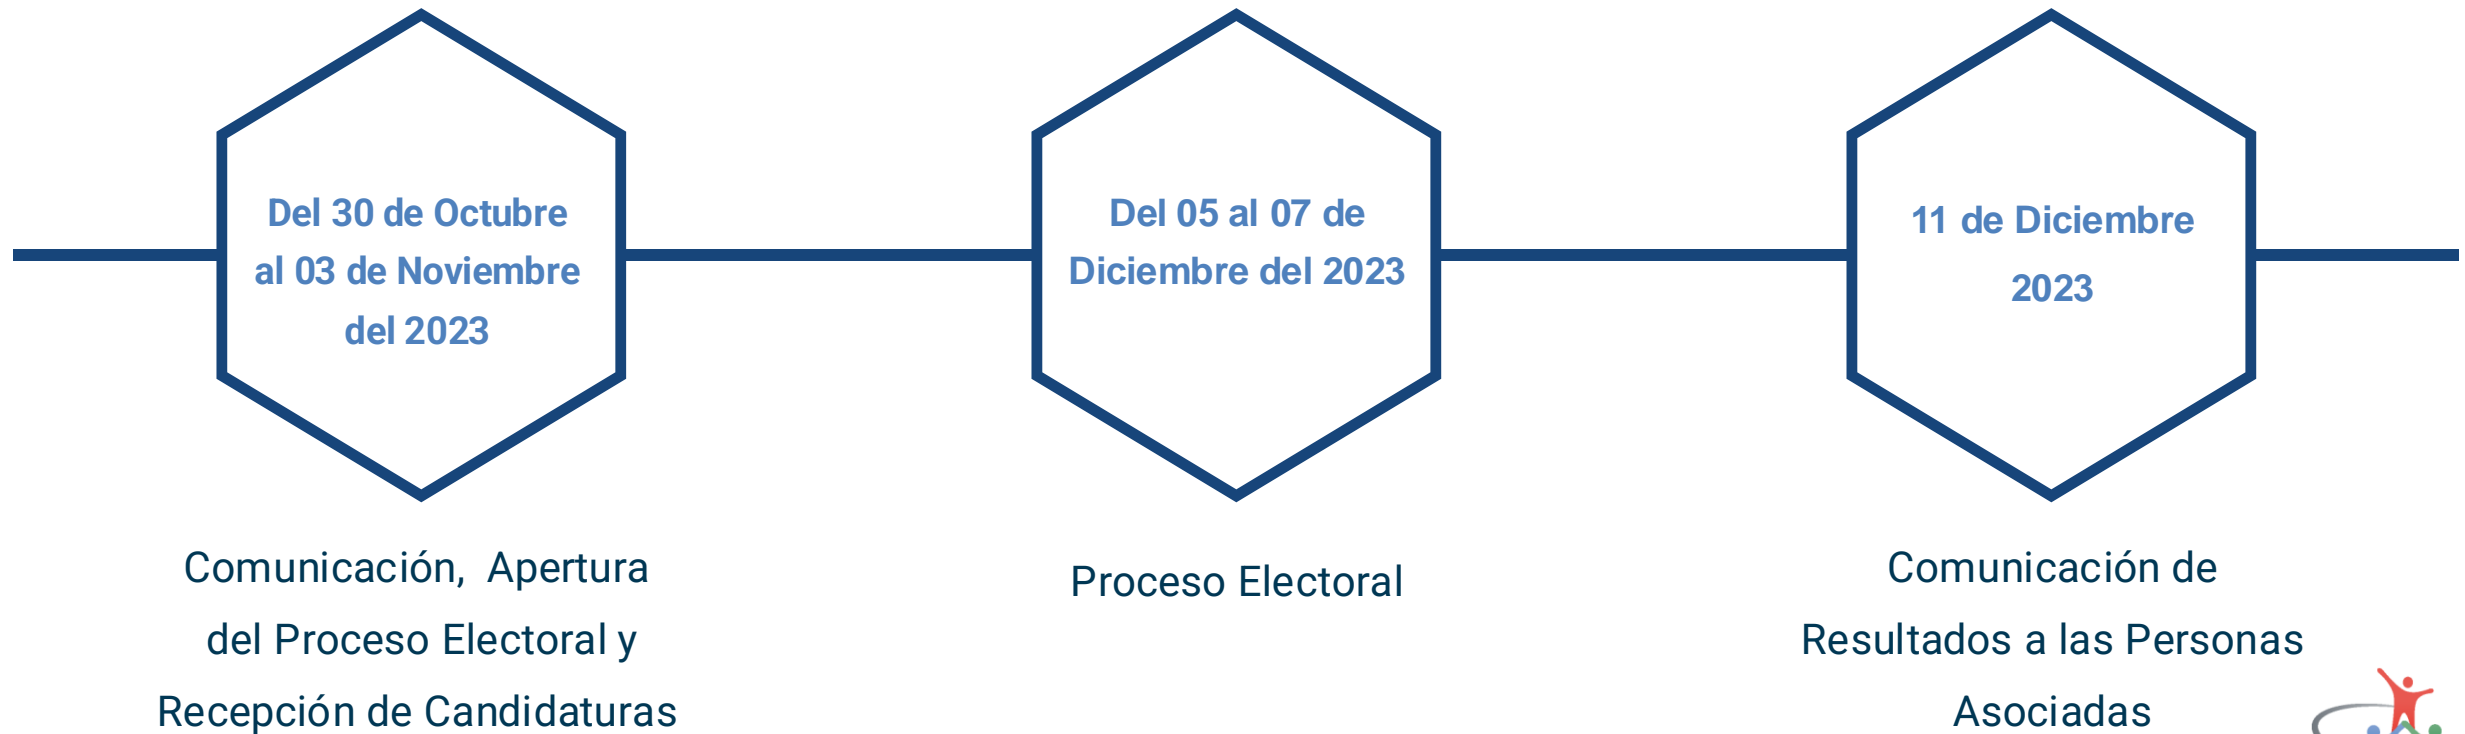 Del 30 de Octubre
al 03 de Noviembre
del 2023
Del 05 al 07 de
Diciembre del 2023
11 de Diciembre
2023
Comunicación, Apertura
del Proceso Electoral y
Recepción de Candidaturas
Proceso Electoral
Comunicación de
Resultados a las Personas
Asociadas